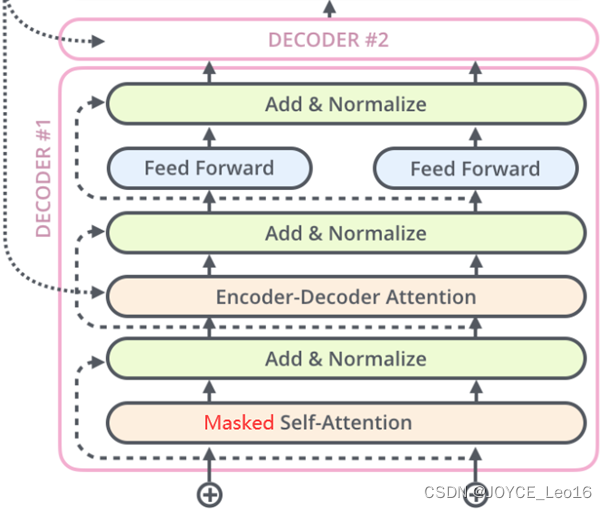 DECODER #2
DECODER #1
Add & Normalize
Feed Forward
Feed Forward
Add & Normalize
Encoder-Decoder Attention
Add & Normalize
Masked Self-Attention
CSDN @JOYCE_Leo16